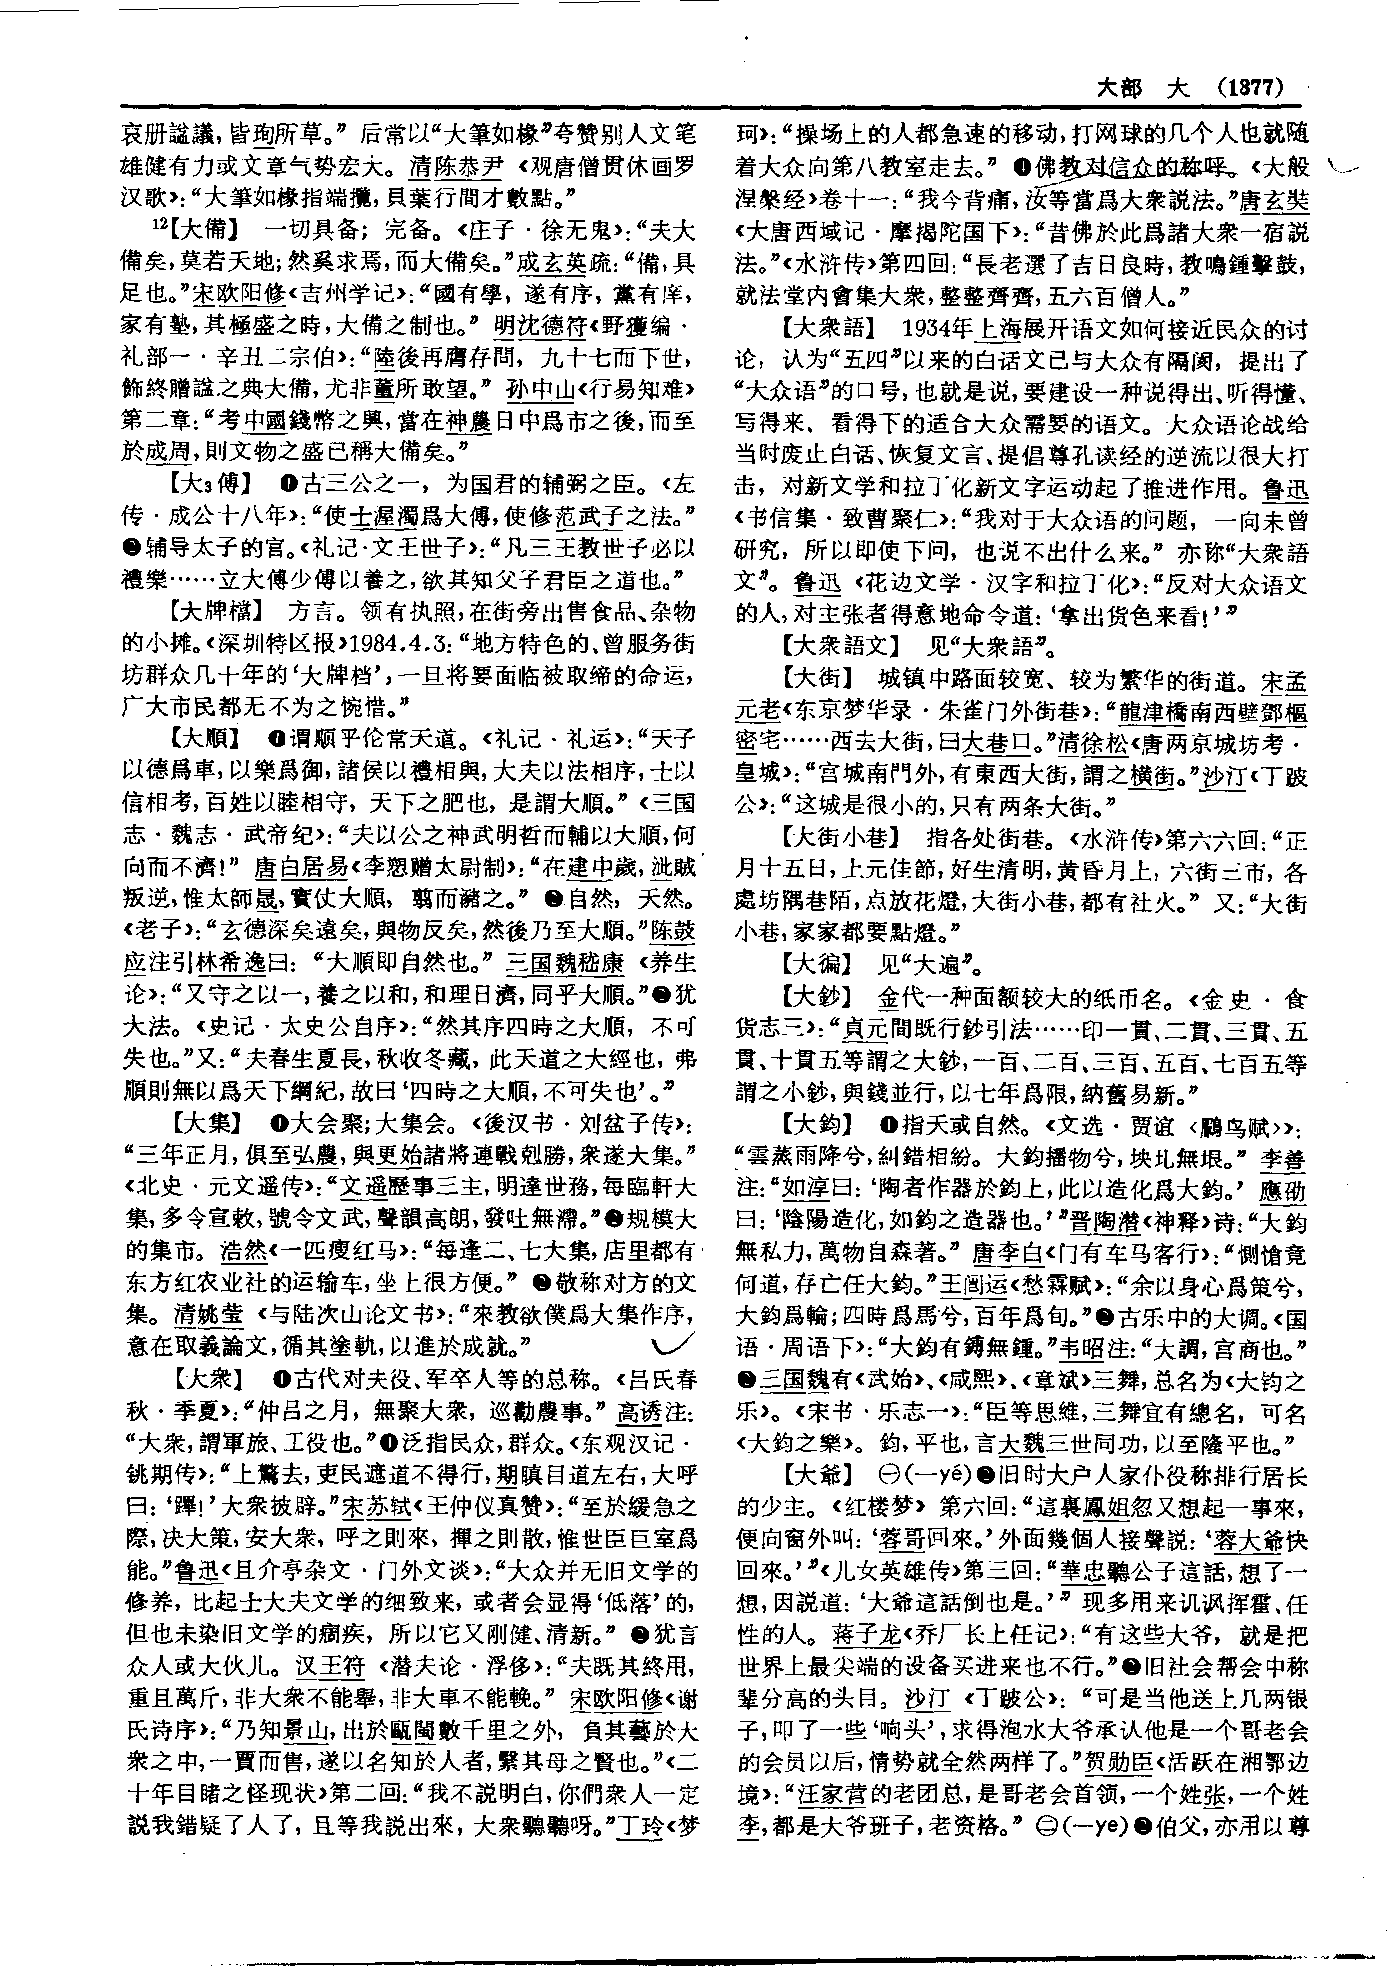 大部 大 (1377)
哀册謚議，皆珣所草。”后常以“大筆如椽”夸赞别人文笔
雄健有力或文章气势宏大。清陈恭尹《观唐僧贯休画罗
汉歌》：“大筆如椽指端攬，貝葉行間才數點。”
12【大備】 一切具备；完备。《庄子·徐无鬼》：“夫大
備矣，莫若天地；然奚求焉，而大備矣。”成玄英疏：“備，具
足也。”宋欧阳修《吉州学记》：“國有學，遂有序，黨有庠，
家有塾，其極盛之時，大備之制也。”明沈德符《野獲编·
礼部一·辛丑二宗伯》：“陸後再膺存問，九十七而下世，
飾終贈謚之典大備，尤非董所敢望。”孙中山《行易知难》
第二章：“考中國錢幣之興，當在神農日中爲市之後，而至
於成周，則文物之盛已稱大備矣。”
【大3傅】 ❶古三公之一，为国君的辅弼之臣。《左
传·成公十八年》：“使士渥濁爲大傅，使修范武子之法。”
❷辅导太子的官。《礼记·文王世子》：“凡三王教世子必以
禮樂……立大傅少傅以養之，欲其知父子君臣之道也。”
【大牌檔】 方言。领有执照，在街旁出售食品、杂物
的小摊。《深圳特区报》1984.4.3：“地方特色的、曾服务街
坊群众几十年的‘大牌档’，一旦将要面临被取缔的命运，
广大市民都无不为之惋惜。”
【大順】 ❶谓顺乎伦常天道。《礼记·礼运》：“天子
以德爲車，以樂爲御，諸侯以禮相與，大夫以法相序，士以
信相考，百姓以睦相守，天下之肥也，是謂大順。”《三国
志·魏志·武帝纪》：“夫以公之神武明哲而輔以大順，何
向而不濟！”唐白居易《李愬赠太尉制》：“在建中歲，泚賊
叛逆，惟太師晟，實仗大順，翦而豬之。”❷自然，天然。
《老子》：“玄德深矣遠矣，與物反矣，然後乃至大順。”陈鼓
应注引林希逸曰：“大順即自然也。”三国魏嵇康《养生
论》：“又守之以一，養之以和，和理日濟，同乎大順。”❸犹
大法。《史记·太史公自序》：“然其序四時之大順，不可
失也。”又：“夫春生夏長，秋收冬藏，此天道之大經也，弗
順則無以爲天下綱紀，故曰‘四時之大順，不可失也’。”
【大集】 ❶大会聚；大集会。《後汉书·刘盆子传》：
“三年正月，俱至弘農，與更始諸將連戰剋勝，衆遂大集。”
《北史·元文遥传》：“文遥歷事三主，明達世務，每臨軒大
集，多令宣敕，號令文武，聲韻高朗，發吐無滯。”❷规模大
的集市。浩然《一匹瘦红马》：“每逢二、七大集，店里都有
东方红农业社的运输车，坐上很方便。”❸敬称对方的文
集。清姚莹《与陆次山论文书》：“來教欲僕爲大集作序，
意在取義論文，循其塗軌，以進於成就。”
【大衆】 ❶古代对夫役、军卒人等的总称。《吕氏春
秋·季夏》：“仲吕之月，無聚大衆，巡勸農事。”高诱注：
“大衆，謂軍旅、工役也。”❷泛指民众，群众。《东观汉记·
铫期传》：“上驚去，吏民遮道不得行，期瞋目道左右，大呼
曰：‘蹕！’大衆披辟。”宋苏轼《王仲仪真赞》：“至於緩急之
際，决大策，安大衆，呼之則來，揮之則散，惟世臣巨室爲
能。”鲁迅《且介亭杂文·门外文谈》：“大众并无旧文学的
修养，比起士大夫文学的细致来，或者会显得‘低落’的，
但也未染旧文学的痼疾，所以它又刚健、清新。”❸犹言
众人或大伙儿。汉王符《潜夫论·浮侈》：“夫既其終用，
重且萬斤，非大衆不能舉，非大車不能輓。”宋欧阳修《谢
氏诗序》：“乃知景山，出於甌閩數千里之外，負其藝於大
衆之中，一賈而售，遂以名知於人者，繄其母之賢也。”《二
十年目睹之怪现状》第二回：“我不説明白，你們衆人一定
説我錯疑了人了，且等我説出來，大衆聽聽呀。”丁玲《梦
珂》：“操场上的人都急速的移动，打网球的几个人也就随
着大众向第八教室走去。”❹佛教对信众的称呼。《大般
涅槃经》卷十一：“我今背痛，汝等當爲大衆説法。”唐玄奘
《大唐西域记·摩揭陀国下》：“昔佛於此爲諸大衆一宿説
法。”《水浒传》第四回：“長老選了吉日良時，教鳴鍾擊鼓，
就法堂内會集大衆，整整齊齊，五六百僧人。”
【大衆語】 1934年上海展开语文如何接近民众的讨
论，认为“五四”以来的白话文已与大众有隔阂，提出了
“大众语”的口号，也就是说，要建设一种说得出、听得懂、
写得来、看得下的适合大众需要的语文。大众语论战给
当时废止白话、恢复文言、提倡尊孔读经的逆流以很大打
击，对新文学和拉丁化新文字运动起了推进作用。鲁迅
《书信集·致曹聚仁》：“我对于大众语的问题，一向未曾
研究，所以即使下问，也说不出什么来。”亦称“大衆語
文”。鲁迅《花边文学·汉字和拉丁化》：“反对大众语文
的人，对主张者得意地命令道：‘拿出货色来看！’”
【大衆語文】 见“大衆語”。
【大街】 城镇中路面较宽、较为繁华的街道。宋孟
元老《东京梦华录·朱雀门外街巷》：“龍津橋南西壁鄧樞
密宅……西去大街，曰大巷口。”清徐松《唐两京城坊考·
皇城》：“宫城南門外，有東西大街，謂之横街。”沙汀《丁跛
公》：“这城是很小的，只有两条大街。”
【大街小巷】 指各处街巷。《水浒传》第六六回：“正
月十五日，上元佳節，好生清明，黄昏月上，六街三市，各
處坊隅巷陌，点放花燈，大街小巷，都有社火。”又：“大街
小巷，家家都要點燈。”
【大徧】 见“大遍”。
【大鈔】 金代一种面额较大的纸币名。《金史·食
货志三》：“貞元間既行鈔引法……印一貫、二貫、三貫、五
貫、十貫五等謂之大鈔，一百、二百、三百、五百、七百五等
謂之小鈔，與錢並行，以七年爲限，納舊易新。”
【大鈞】 ❶指天或自然。《文选·贾谊〈鵩鸟赋〉》：
“雲蒸雨降兮，糾錯相紛。大鈞播物兮，坱圠無垠。”李善
注：“如淳曰：‘陶者作器於鈞上，此以造化爲大鈞。’應劭
曰：‘陰陽造化，如鈞之造器也。’”晋陶潜《神释》诗：“大鈞
無私力，萬物自森著。”唐李白《门有车马客行》：“惻愴竟
何道，存亡任大鈞。”王闿运《愁霖赋》：“余以身心爲策兮，
大鈞爲輪；四時爲馬兮，百年爲旬。”❷古乐中的大调。《国
语·周语下》：“大鈞有鎛無鍾。”韦昭注：“大調，宫商也。”
❸三国魏有《武始》、《咸熙》、《章斌》三舞，总名为《大钧之
乐》。《宋书·乐志一》：“臣等思惟，三舞宜有總名，可名
《大鈞之樂》。鈞，平也，言大魏三世同功，以至隆平也。”
【大爺】 ㊀(—yé)❶旧时大户人家仆役称排行居长
的少主。《红楼梦》第六回：“這裏鳳姐忽又想起一事來，
便向窗外叫：‘蓉哥回來。’外面幾個人接聲説：‘蓉大爺快
回來。’”《儿女英雄传》第三回：“華忠聽公子這話，想了一
想，因説道：‘大爺這話倒也是。’”现多用来讥讽挥霍、任
性的人。蒋子龙《乔厂长上任记》：“有这些大爷，就是把
世界上最尖端的设备买进来也不行。”❷旧社会帮会中称
辈分高的头目。沙汀《丁跛公》：“可是当他送上几两银
子，叩了一些‘响头’，求得泡水大爷承认他是一个哥老会
的会员以后，情势就全然两样了。”贺勋臣《活跃在湘鄂边
境》：“汪家营的老团总，是哥老会首领，一个姓张，一个姓
李，都是大爷班子，老资格。”㊁(—ye)❶伯父，亦用以尊